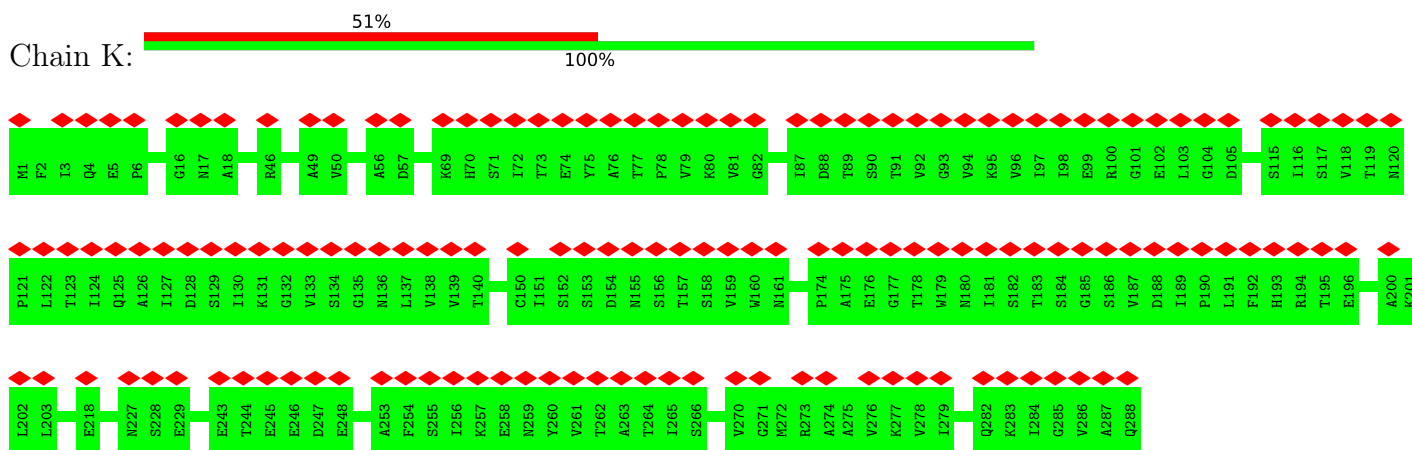 51%
Chain K:
100%
M1 F2 I3 Q4 E5 P6 G16 N17 A18 R46 A49 V50 A56 D57 K69 H70 S71 I72 T73 E74 Y75 A76 T77 P78 V79 K80 V81 G82 I87 D88 T89 S90 T91 V92 G93 V94 K95 V96 I97 I98 E99 R100 G101 E102 L103 G104 D105 S115 I116 S117 V118 T119 N120
P121 L122 T123 I124 Q125 A126 I127 D128 S129 I130 K131 G132 V133 S134 G135 N136 L137 V138 V139 T140 C150 I151 S152 S153 D154 N155 S156 T157 S158 V159 W160 N161 P174 A175 E176 G177 T178 W179 N180 I181 S182 T183 S184 G185 S186 V187 D188 I189 P190 L191 F192 H193 R194 T195 E196 A200 K201
L202 L203 E218 N227 S228 E229 E243 T244 E245 E246 D247 E248 A253 F254 S255 I256 K257 E258 N259 Y260 V261 T262 A263 T264 I265 S266 V270 G271 M272 R273 A274 A275 V276 K277 V278 I279 Q282 K283 I284 G285 V286 A287 Q288